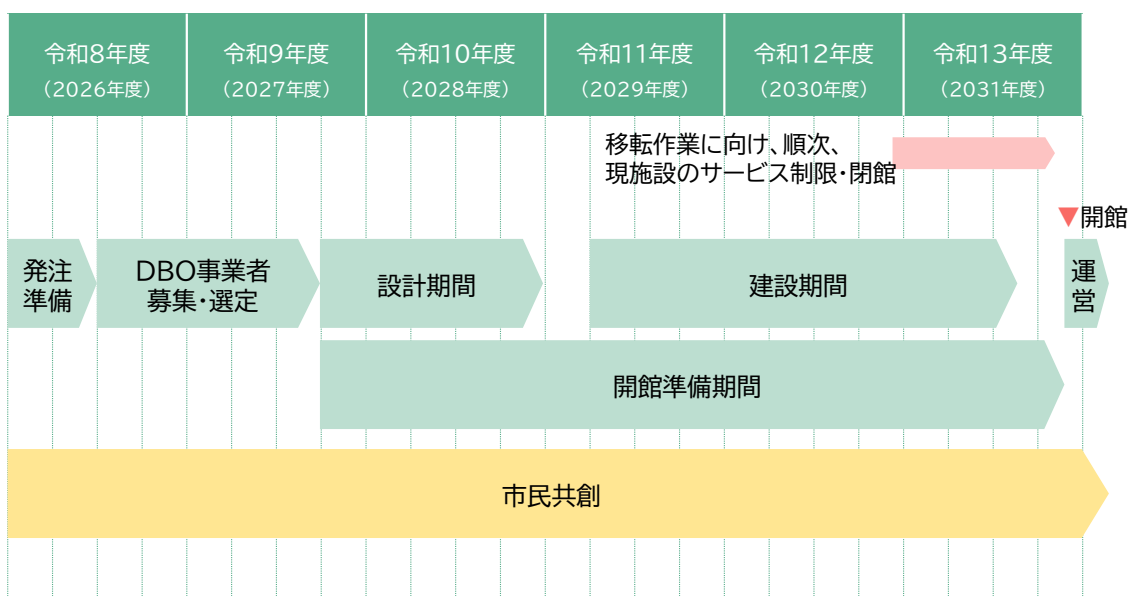 令和8年度
（2026年度）
令和9年度
（2027年度）
令和10年度
（2028年度）
令和11年度
（2029年度）
令和12年度
（2030年度）
令和13年度
（2031年度）
移転作業に向け、順次、
現施設のサービス制限・閉館
▼開館
発注
準備
DBO事業者
募集・選定
設計期間
建設期間
運
営
開館準備期間
市民共創